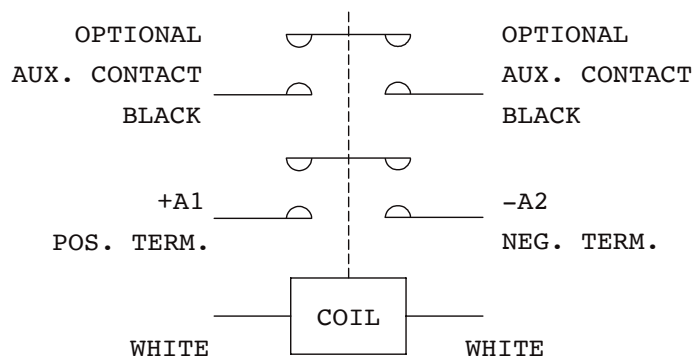 OPTIONAL
AUX. CONTACT
BLACK
OPTIONAL
AUX. CONTACT
BLACK
+A1
POS. TERM.
-A2
NEG. TERM.
COIL
WHITE
WHITE